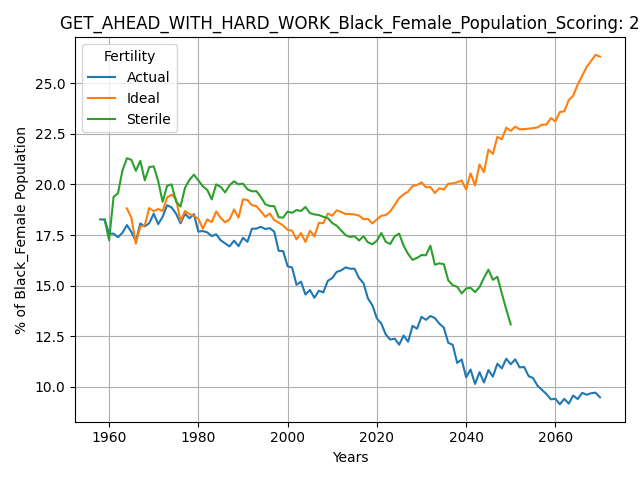 GET_AHEAD_WITH_HARD_WORK_Black_Female_Population_Scoring: 2
Fertility
Actual
Ideal
Sterile
25.0
22.5
20.0
17.5
15.0
12.5
10.0
% of Black_Female Population
1960 1980 2000 2020 2040 2060
Years